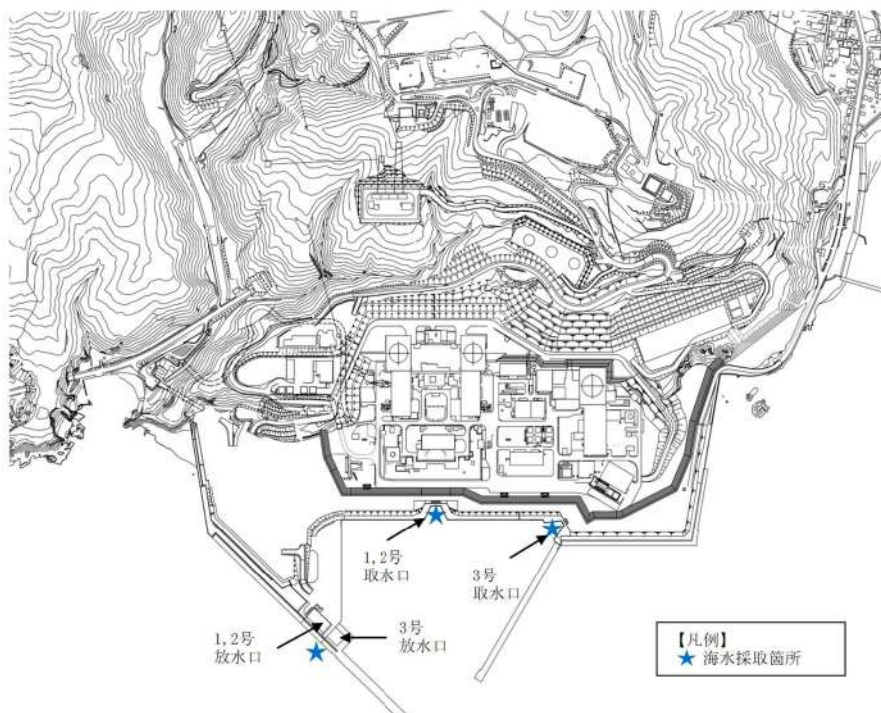 1,2号
取水口
3号
取水口
1,2号
放水口
3号
放水口
【凡例】
★ 海水採取箇所